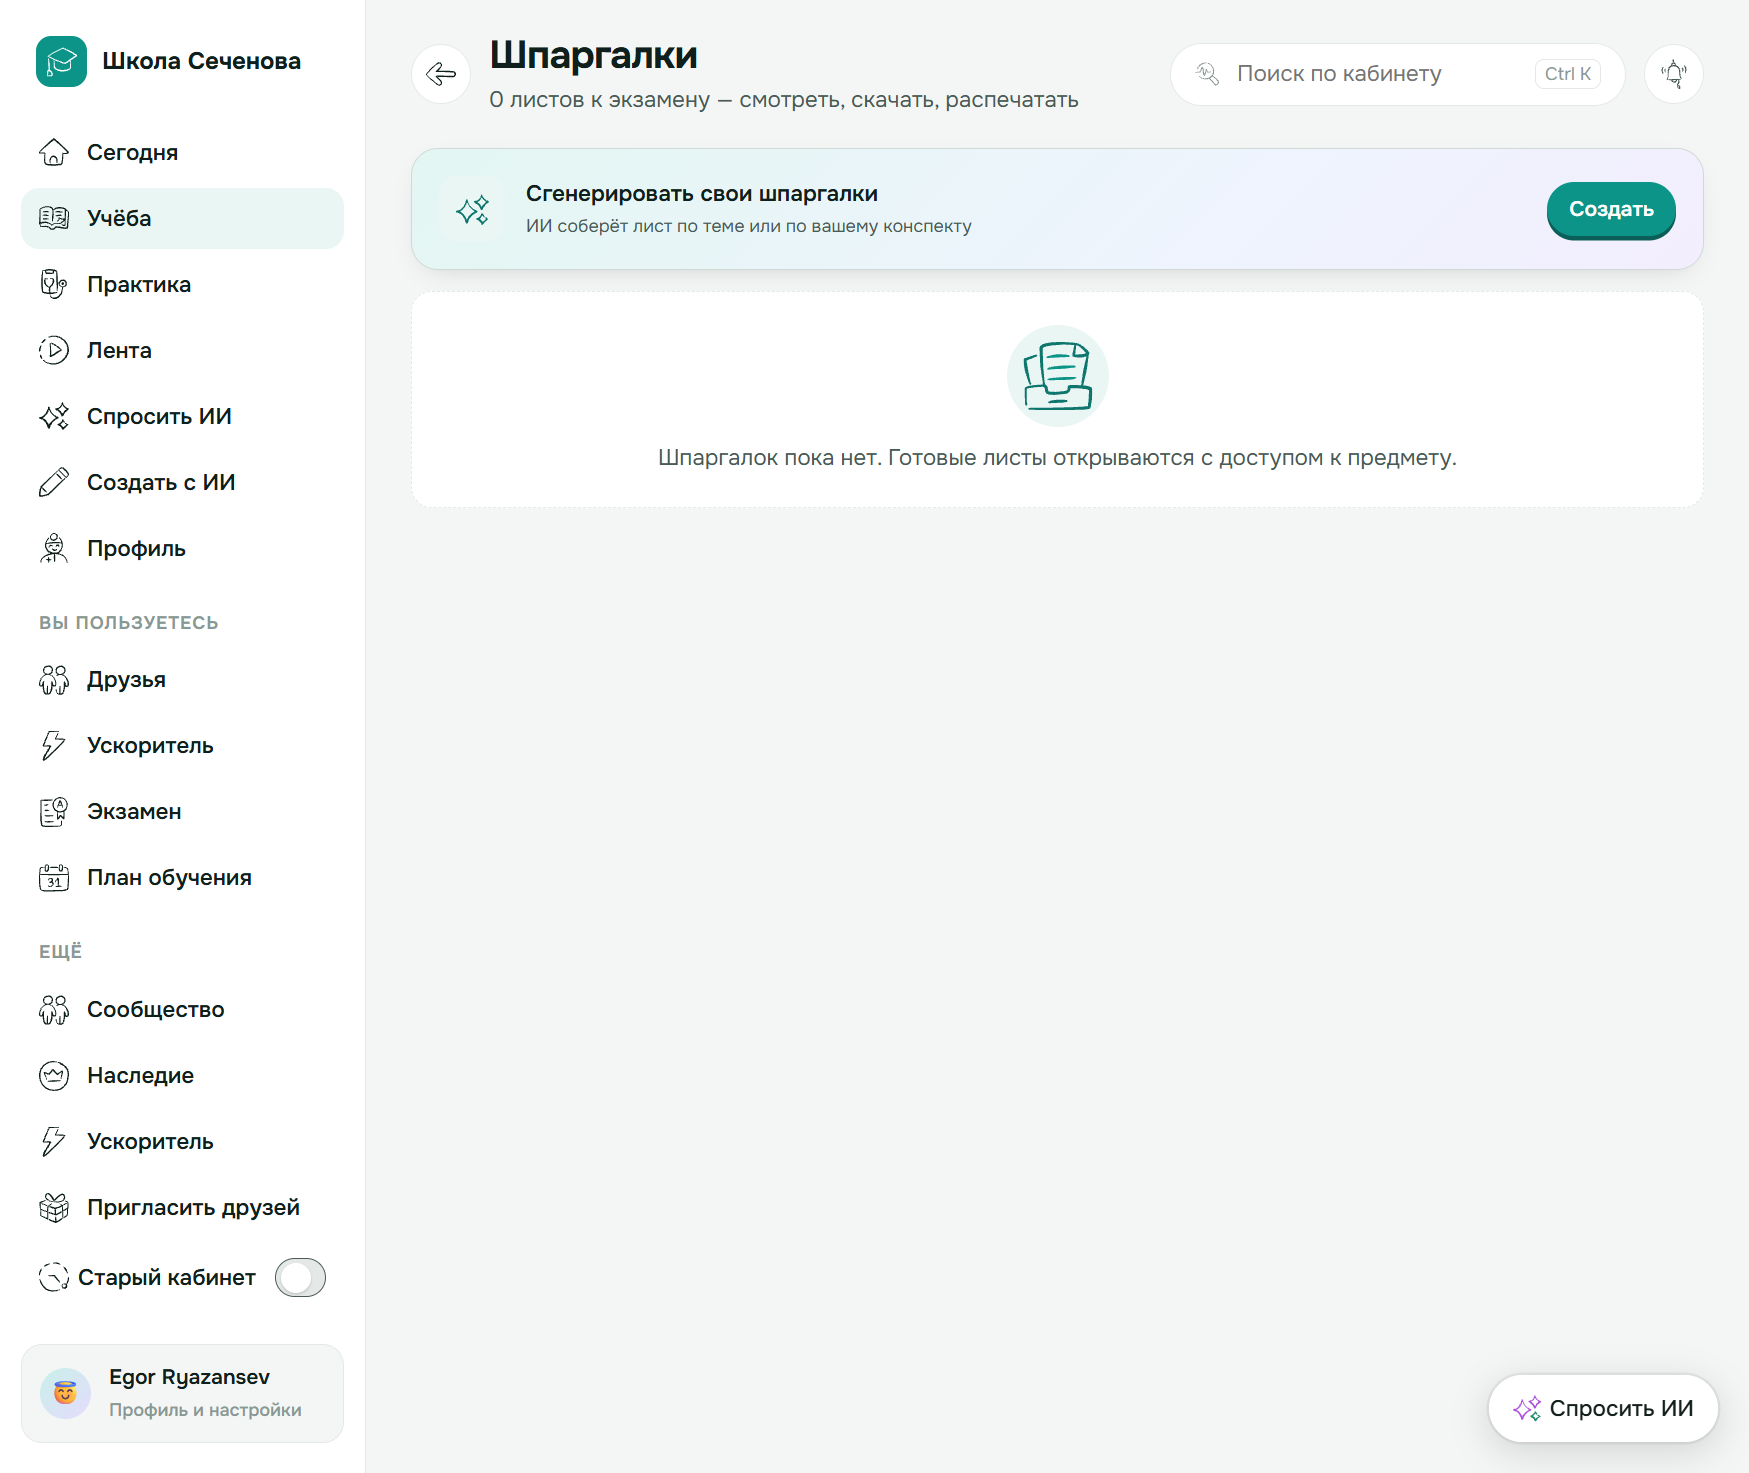 Школа Сеченова
Сегодня
Учёба
Практика
Лента
Спросить ИИ
Создать с ИИ
Профиль
ВЫ ПОЛЬЗУЕТЕСЬ
Друзья
Ускоритель
Экзамен
31
План обучения
ЕЩЁ
Сообщество
Наследие
Ускоритель
Пригласить друзей
Старый кабинет
Egor Ryazansev
Профиль и настройки
Шпаргалки
0 листов к экзамену — смотреть, скачать, распечатать
Поиск по кабинету
Ctrl K
Сгенерировать свои шпаргалки
ИИ соберёт лист по теме или по вашему конспекту
Создать
Шпаргалок пока нет. Готовые листы открываются с доступом к предмету.
Спросить ИИ